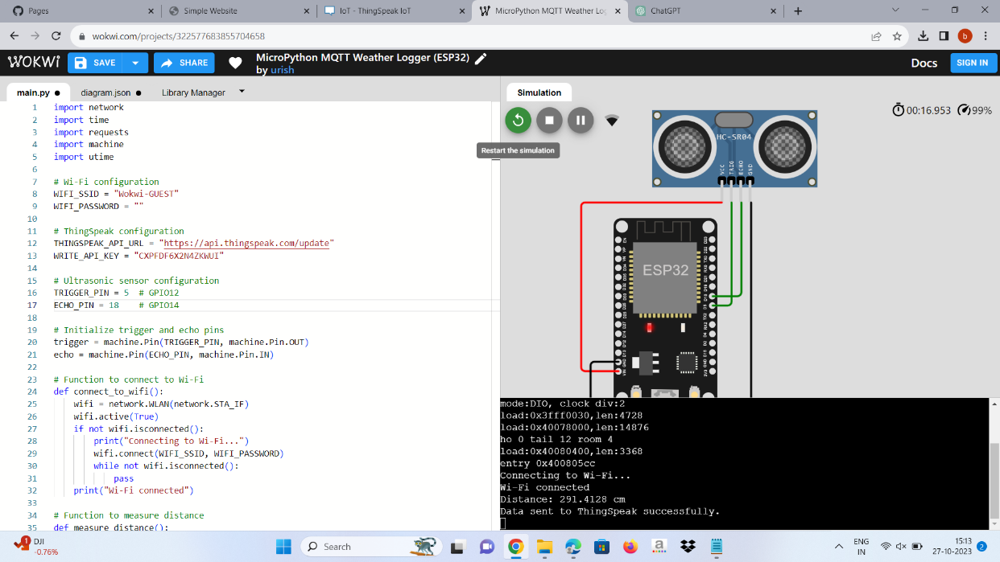 Pages
Simple Website
IoT - ThingSpeak IoT
MicroPython MQTT Weather Log
ChatGPT
wokwi.com/projects/322577683855704658
b
WOKWI
SAVE
SHARE
MicroPython MQTT Weather Logger (ESP32)
by urish
Docs
SIGN IN
main.py
diagram.json
Library Manager
Simulation
1 import network
2 import time
3 import requests
4 import machine
5 import utime
6
7 # Wi-Fi configuration
8 WIFI_SSID = "Wokwi-GUEST"
9 WIFI_PASSWORD = ""
10
11 # ThingSpeak configuration
12 THINGSPEAK_API_URL = "https://api.thingspeak.com/update"
13 WRITE_API_KEY = "CXPFDF6X2N4ZKWUI"
14
15 # Ultrasonic sensor configuration
16 TRIGGER_PIN = 5 # GPIO12
17 ECHO_PIN = 18 # GPIO14
18
19 # Initialize trigger and echo pins
20 trigger = machine.Pin(TRIGGER_PIN, machine.Pin.OUT)
21 echo = machine.Pin(ECHO_PIN, machine.Pin.IN)
22
23 # Function to connect to Wi-Fi
24 def connect_to_wifi():
25 wifi = network.WLAN(network.STA_IF)
26 wifi.active(True)
27 if not wifi.isconnected():
28 print("Connecting to Wi-Fi...")
29 wifi.connect(WIFI_SSID, WIFI_PASSWORD)
30 while not wifi.isconnected():
31 pass
32 print("Wi-Fi connected")
33
34 # Function to measure distance
35 def measure_distance():
Restart the simulation
00:16.953
99%
HC-SR04
VCC
TRIG
ECHO
GND
ESP32
mode:DIO, clock div:2
load:0x3fff0030,len:4728
load:0x40078000,len:14876
ho 0 tail 12 room 4
load:0x40080400,len:3368
entry 0x400805cc
Connecting to Wi-Fi...
Wi-Fi connected
Distance: 291.4128 cm
Data sent to ThingSpeak successfully.
1
DJI
-0.76%
Search
ENG
IN
15:13
27-10-2023
2